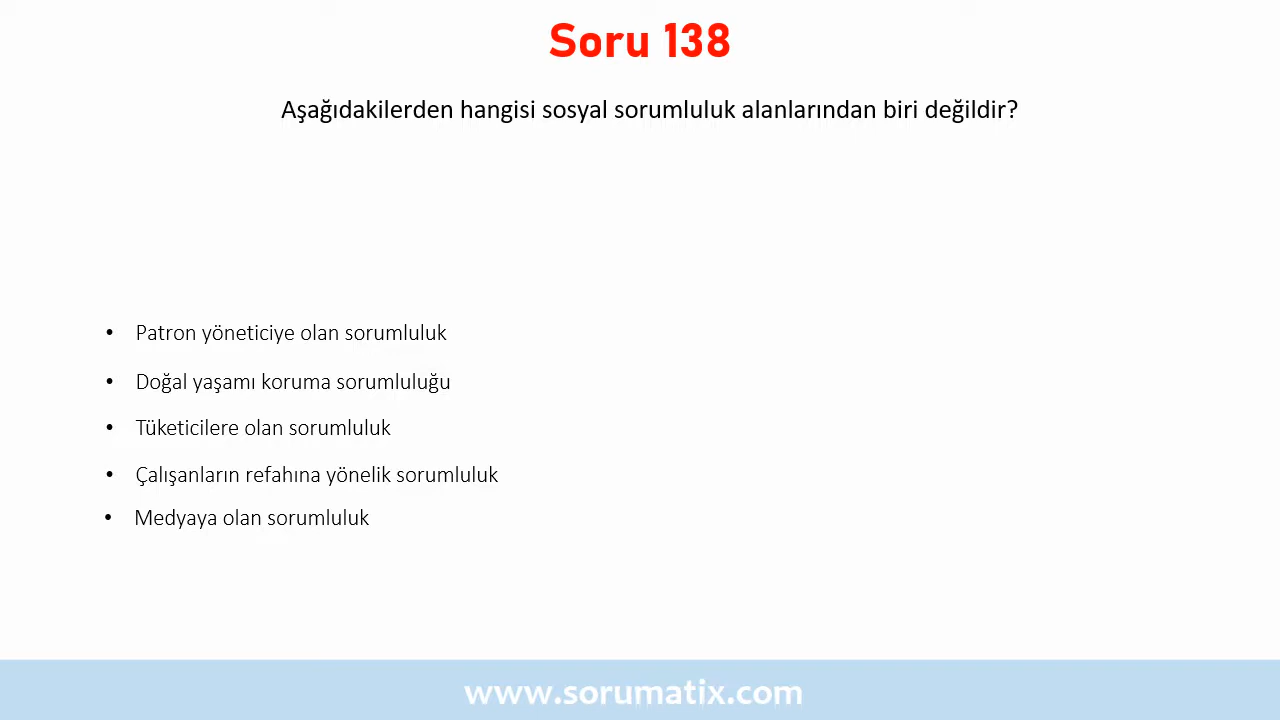 Soru 138
Aşağıdakilerden hangisi sosyal sorumluluk alanlarından biri değildir?
• Patron yöneticiye olan sorumluluk
• Doğal yaşamı koruma sorumluluğu
• Tüketicilere olan sorumluluk
• Çalışanların refahına yönelik sorumluluk
• Medyaya olan sorumluluk
www.sorumatix.com